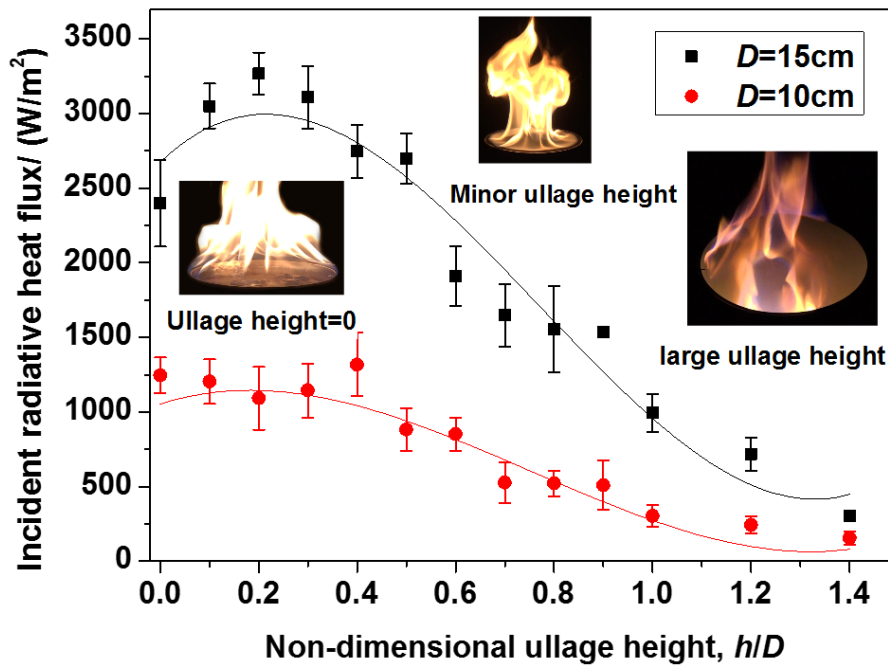 3500
3000
2500
2000
1500
1000
500
0
Incident radiative heat flux/ (W/m²)
D=15cm
D=10cm
Minor ullage height
Ullage height=0
large ullage height
0.0 0.2 0.4 0.6 0.8 1.0 1.2 1.4
Non-dimensional ullage height, h/D